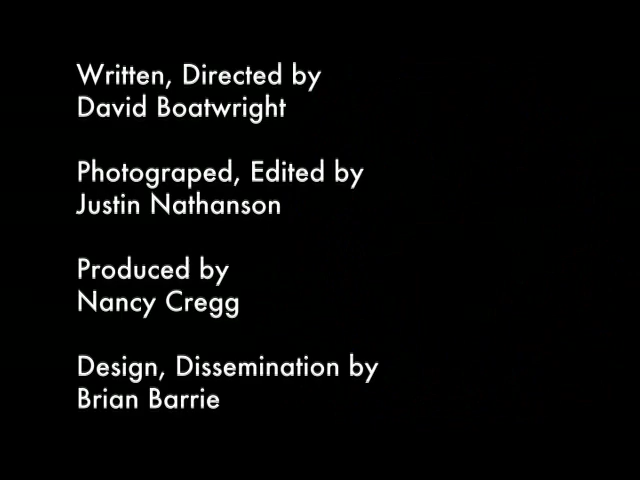 Written, Directed by
David Boatwright
Photograped, Edited by
Justin Nathanson
Produced by
Nancy Cregg
Design, Dissemination by
Brian Barrie